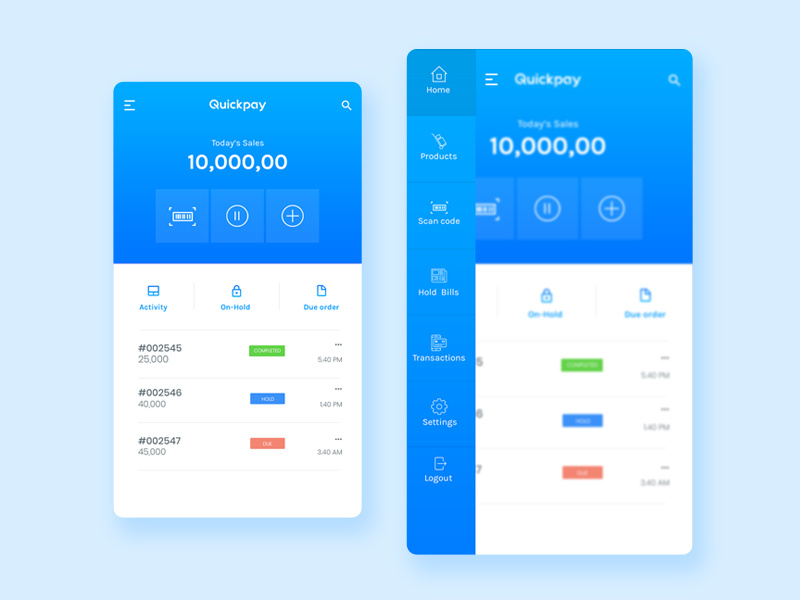 Quickpay
Today's Sales
10,000,00
Activity
On-Hold
Due order
#002545
25,000
COMPLETED
5.40 PM
#002546
40,000
HOLD
1.40 PM
#002547
45,000
DUE
3.40 AM
Home
Products
Scan code
Hold Bills
Transactions
Settings
Logout
Quickpay
Today's Sales
10,000,00
On-Hold
Due order
5
COMPLETED
5.40 PM
6
HOLD
1.40 PM
7
DUE
3.40 AM